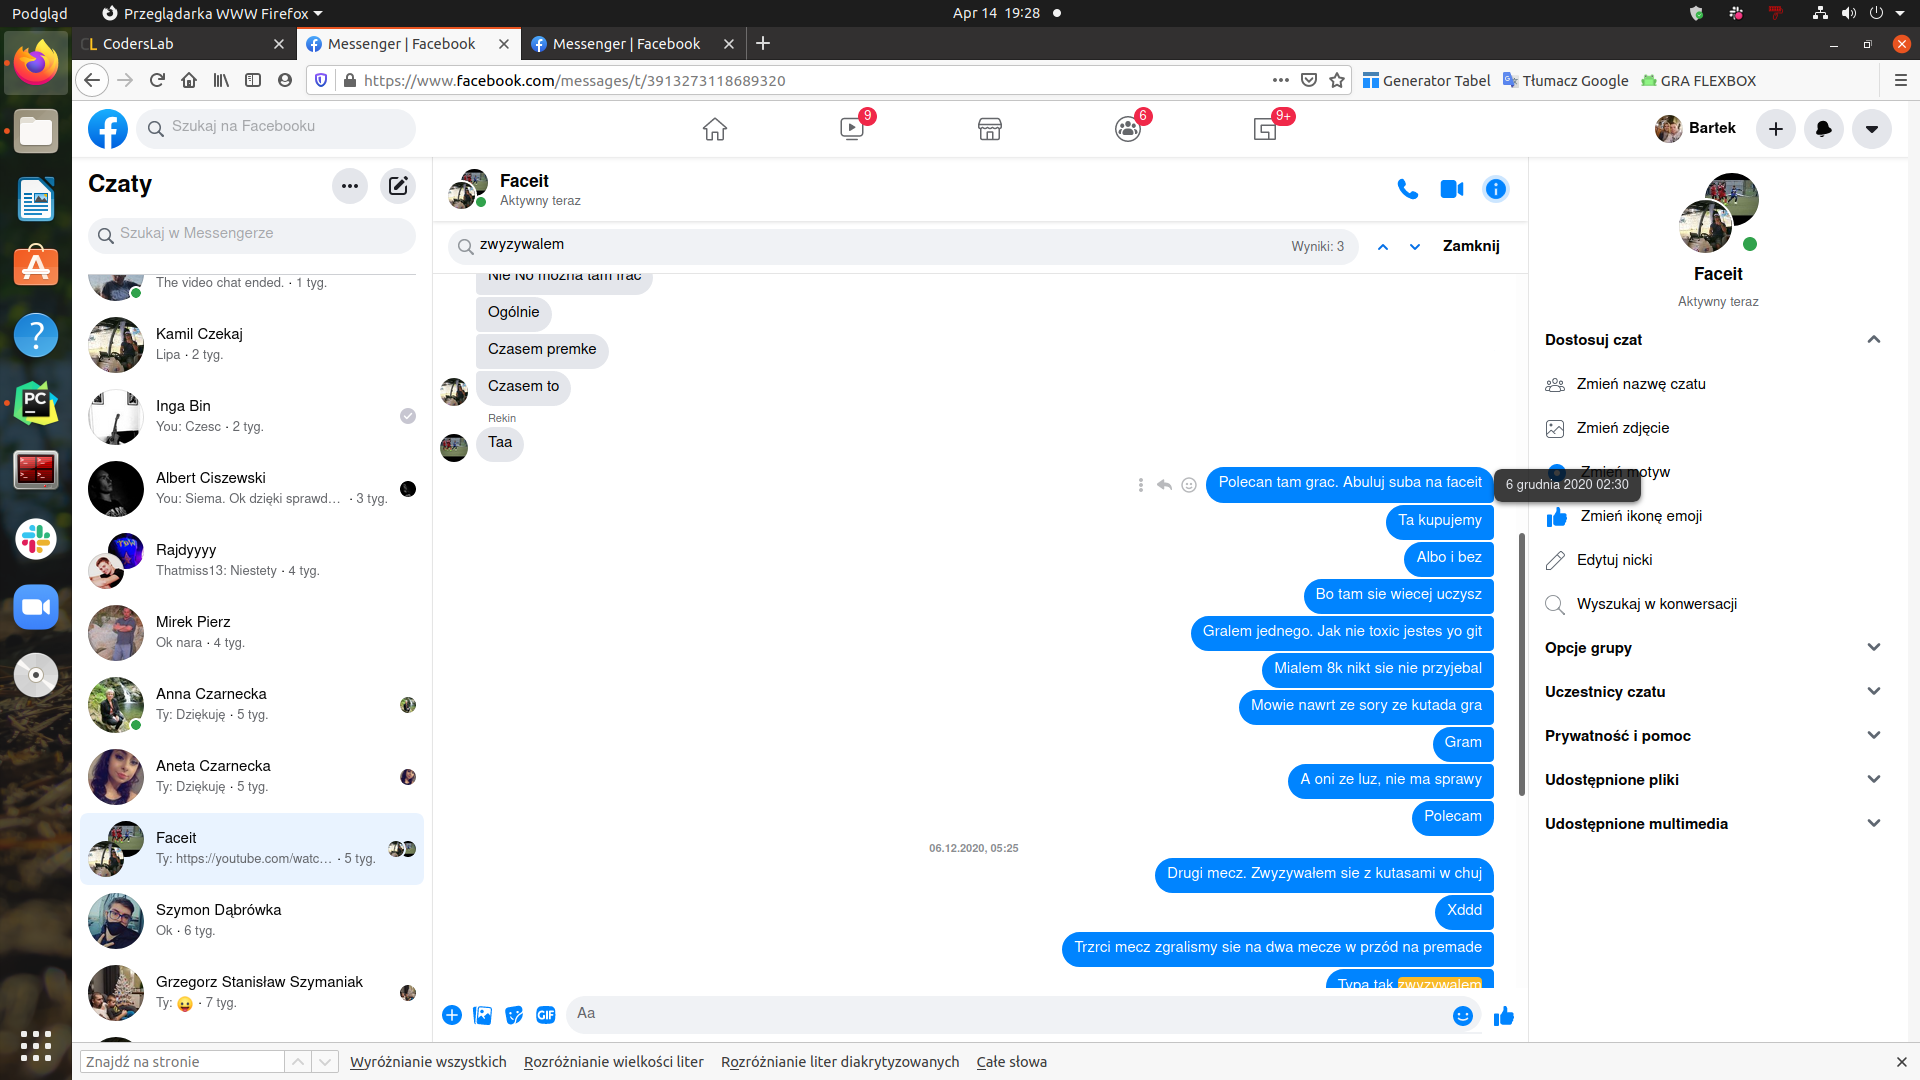 Podgląd
Przeglądarka WWW Firefox
Apr 14 19:28
CodersLab
Messenger | Facebook
Messenger | Facebook
https://www.facebook.com/messages/t/3913273118689320
Generator Tabel
Tłumacz Google
GRA FLEXBOX
Szukaj na Facebooku
9
6
9+
Bartek
Czaty
Szukaj w Messengerze
The video chat ended. · 1 tyg.
Kamil Czekaj
Lipa · 2 tyg.
Inga Bin
You: Czesc · 2 tyg.
Albert Ciszewski
You: Siema. Ok dzięki sprawd... · 3 tyg.
Rajdyyyy
Thatmiss13: Niestety · 4 tyg.
Mirek Pierz
Ok nara · 4 tyg.
Anna Czarnecka
Ty: Dziękuję · 5 tyg.
Aneta Czarnecka
Ty: Dziękuję · 5 tyg.
Faceit
Ty: https://youtube.com/watc... · 5 tyg.
Szymon Dąbrówka
Ok · 6 tyg.
Grzegorz Stanisław Szymaniak
Ty: 😛 · 7 tyg.
Faceit
Aktywny teraz
zwyzywalem
Wyniki: 3
Zamknij
Nie No można tam frac
Ogólnie
Czasem premke
Czasem to
Rekin
Taa
Polecan tam grac. Abuluj suba na faceit
6 grudnia 2020 02:30
Ta kupujemy
Albo i bez
Bo tam sie wiecej uczysz
Gralem jednego. Jak nie toxic jestes yo git
Mialem 8k nikt sie nie przyjebal
Mowie nawrt ze sory ze kutada gra
Gram
A oni ze luz, nie ma sprawy
Polecam
06.12.2020, 05:25
Drugi mecz. Zwyzywałem sie z kutasami w chuj
Xddd
Trzrci mecz zgralismy sie na dwa mecze w przód na premade
Typa tak zwyzywalem
GIF
Aa
Faceit
Aktywny teraz
Dostosuj czat
Zmień nazwę czatu
Zmień zdjęcie
Zmień motyw
Zmień ikonę emoji
Edytuj nicki
Wyszukaj w konwersacji
Opcje grupy
Uczestnicy czatu
Prywatność i pomoc
Udostępnione pliki
Udostępnione multimedia
Znajdź na stronie
Wyróżnianie wszystkich
Rozróżnianie wielkości liter
Rozróżnianie liter diakrytyzowanych
Całe słowa